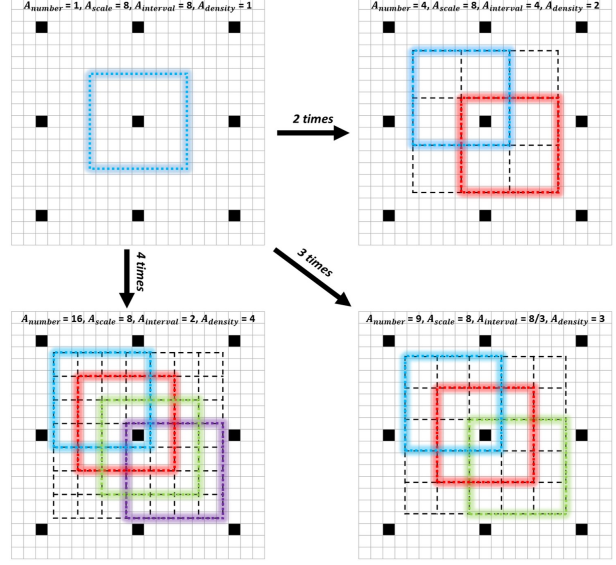 A_number = 1, A_scale = 8, A_interval = 8, A_density = 1
A_number = 4, A_scale = 8, A_interval = 4, A_density = 2
2 times
4 times
3 times
A_number = 16, A_scale = 8, A_interval = 2, A_density = 4
A_number = 9, A_scale = 8, A_interval = 8/3, A_density = 3